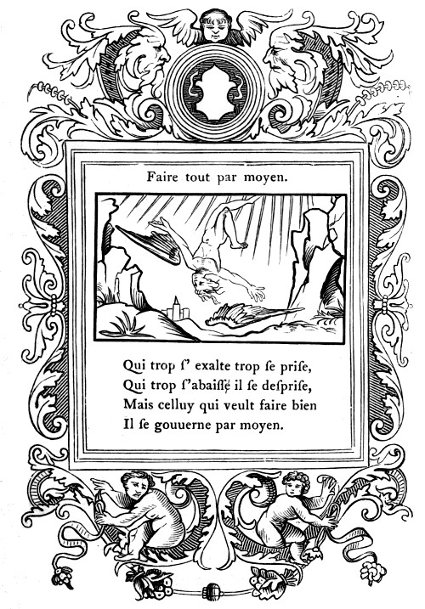 Faire tout par moyen.
Qui trop ſ' exalte trop ſe priſe,
Qui trop ſ'abaiſſe il ſe deſpriſe,
Mais celluy qui veult faire bien
Il ſe gouuerne par moyen.